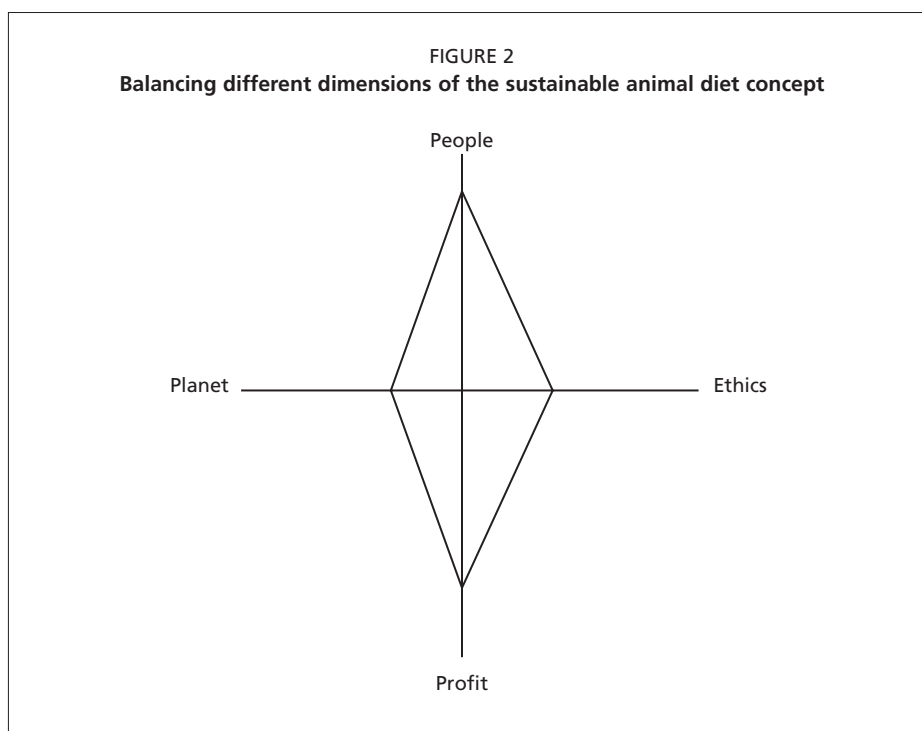 FIGURE 2
Balancing different dimensions of the sustainable animal diet concept
People
Planet
Ethics
Profit